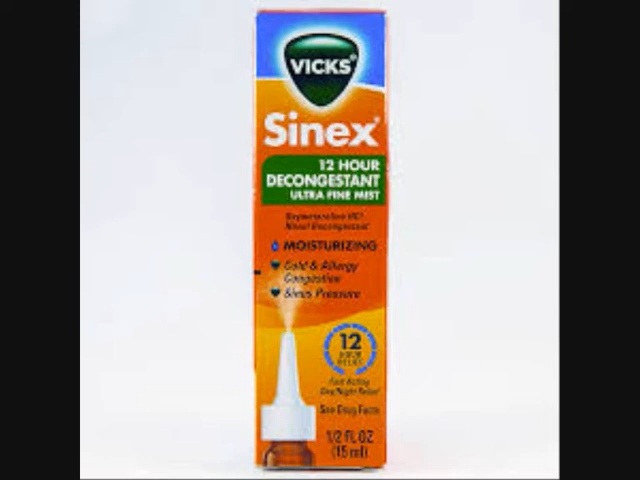 VICKS®
Sinex®
12 HOUR
DECONGESTANT
ULTRA FINE MIST
Oxymetazoline HCl
Nasal Decongestant
MOISTURIZING
Cold & Allergy
Congestion
Sinus Pressure
12
HOUR
RELIEF
Fast Acting
Day/Night Relief
See Drug Facts
1/2 FL OZ
(15 ml)